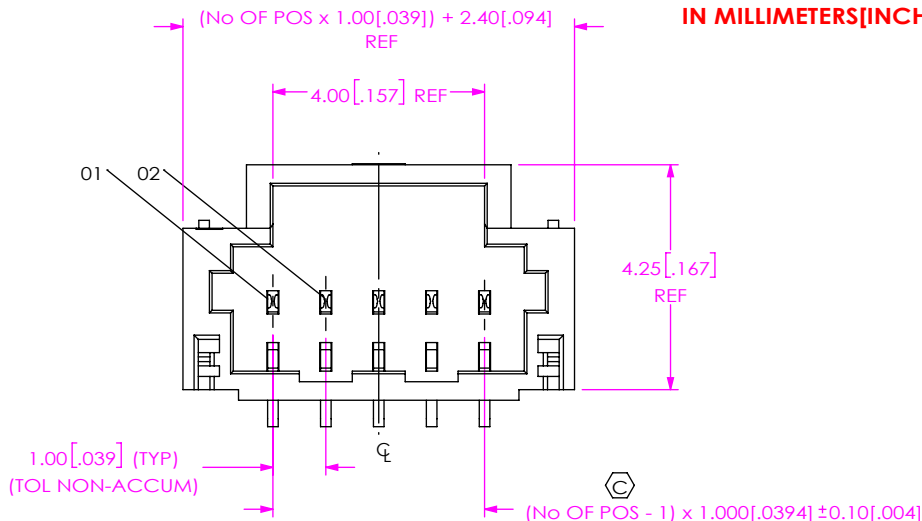 (No OF POS x 1.00[.039]) + 2.40[.094]
REF
IN MILLIMETERS[INCH
4.00[.157] REF
01
02
4.25[.167]
REF
1.00[.039] (TYP)
(TOL NON-ACCUM)
℄
C
(No OF POS - 1) x 1.000[.0394] ±0.10[.004]